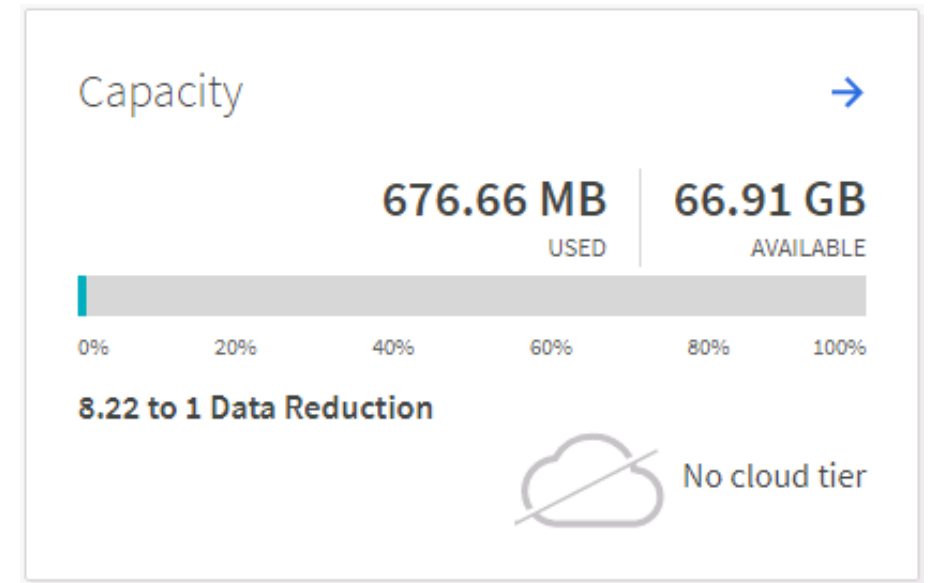 Capacity
676.66 MB 66.91 GB
USED AVAILABLE
0% 20% 40% 60% 80% 100%
8.22 to 1 Data Reduction
No cloud tier